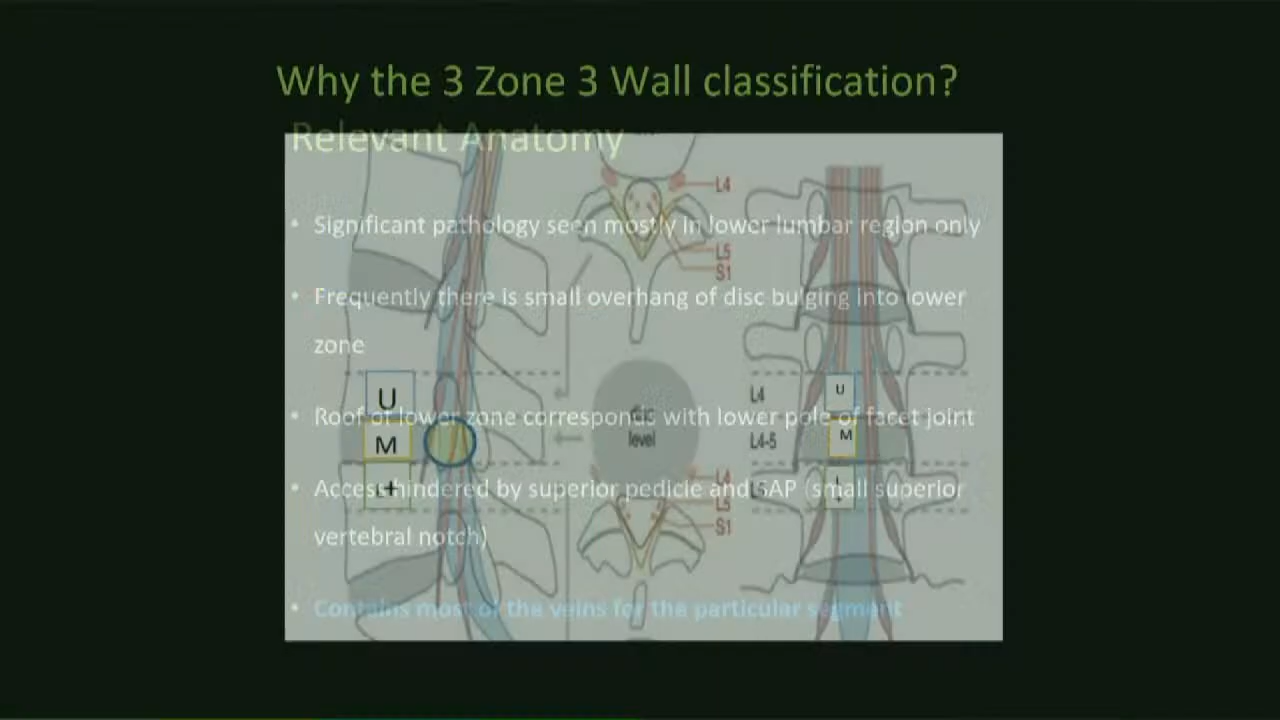 Why the 3 Zone 3 Wall classification?
Relevant Anatomy
L4
• Significant pathology seen mostly in lower lumbar region only
L5
S1
• Frequently there is small overhang of disc bulging into lower
zone
U
L4
U
• Roof of lower zone corresponds with lower pole of facet joint
M
level
L4-5
M
L4
• Access hindered by superior pedicle and SAP (small superior
L5
S1
vertebral notch)
• Contains most of the veins for the particular segment